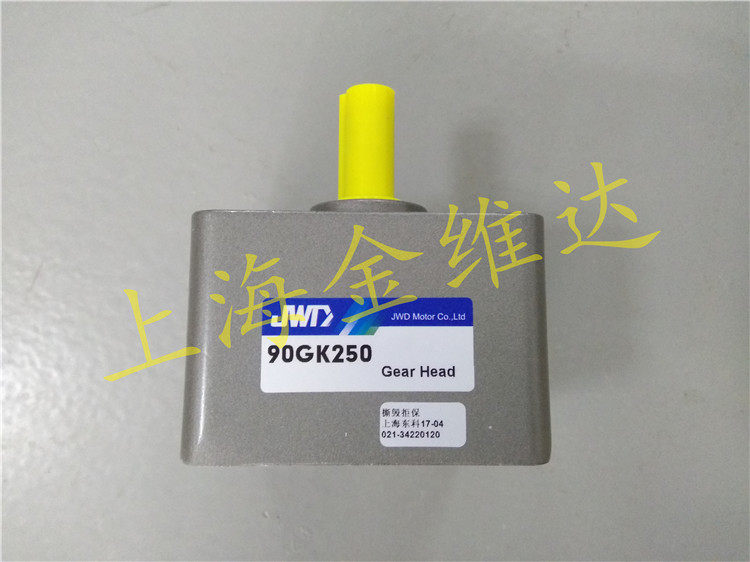 上海金维达
JWD
JWD Motor Co.,Ltd
90GK250
Gear Head
撕毁拒保
上海东科17-04
021-34220120